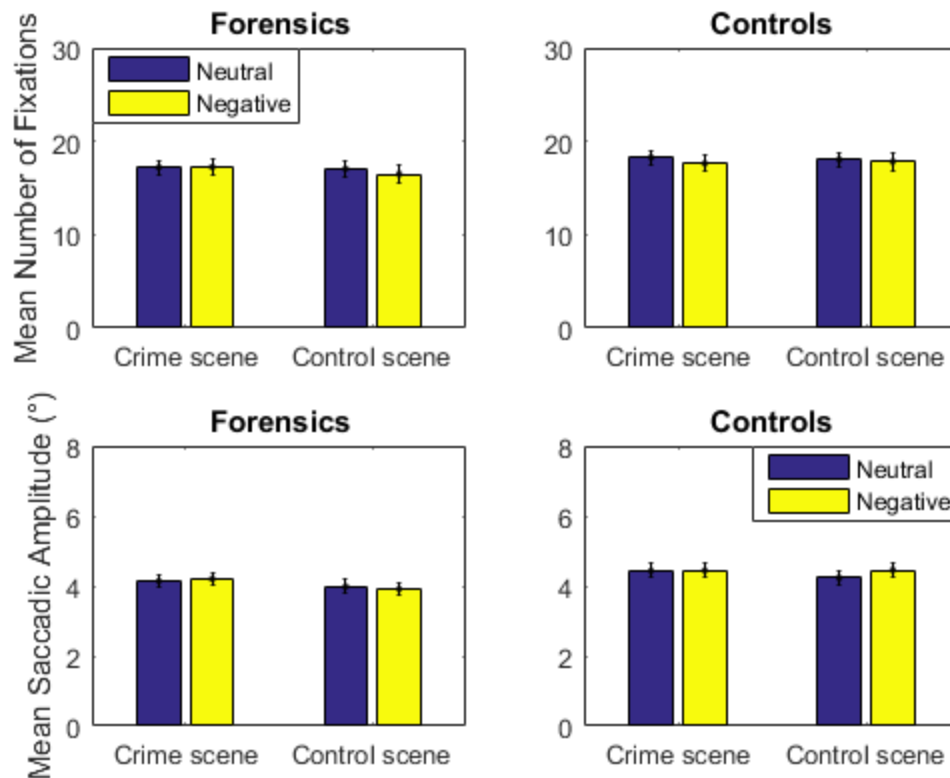 Forensics
Controls
Mean Number of Fixations
30
20
10
0
Neutral
Negative
Crime scene
Control scene
30
20
10
0
Crime scene
Control scene
Forensics
Controls
Mean Saccadic Amplitude (°)
8
6
4
2
0
Crime scene
Control scene
8
6
4
2
0
Neutral
Negative
Crime scene
Control scene